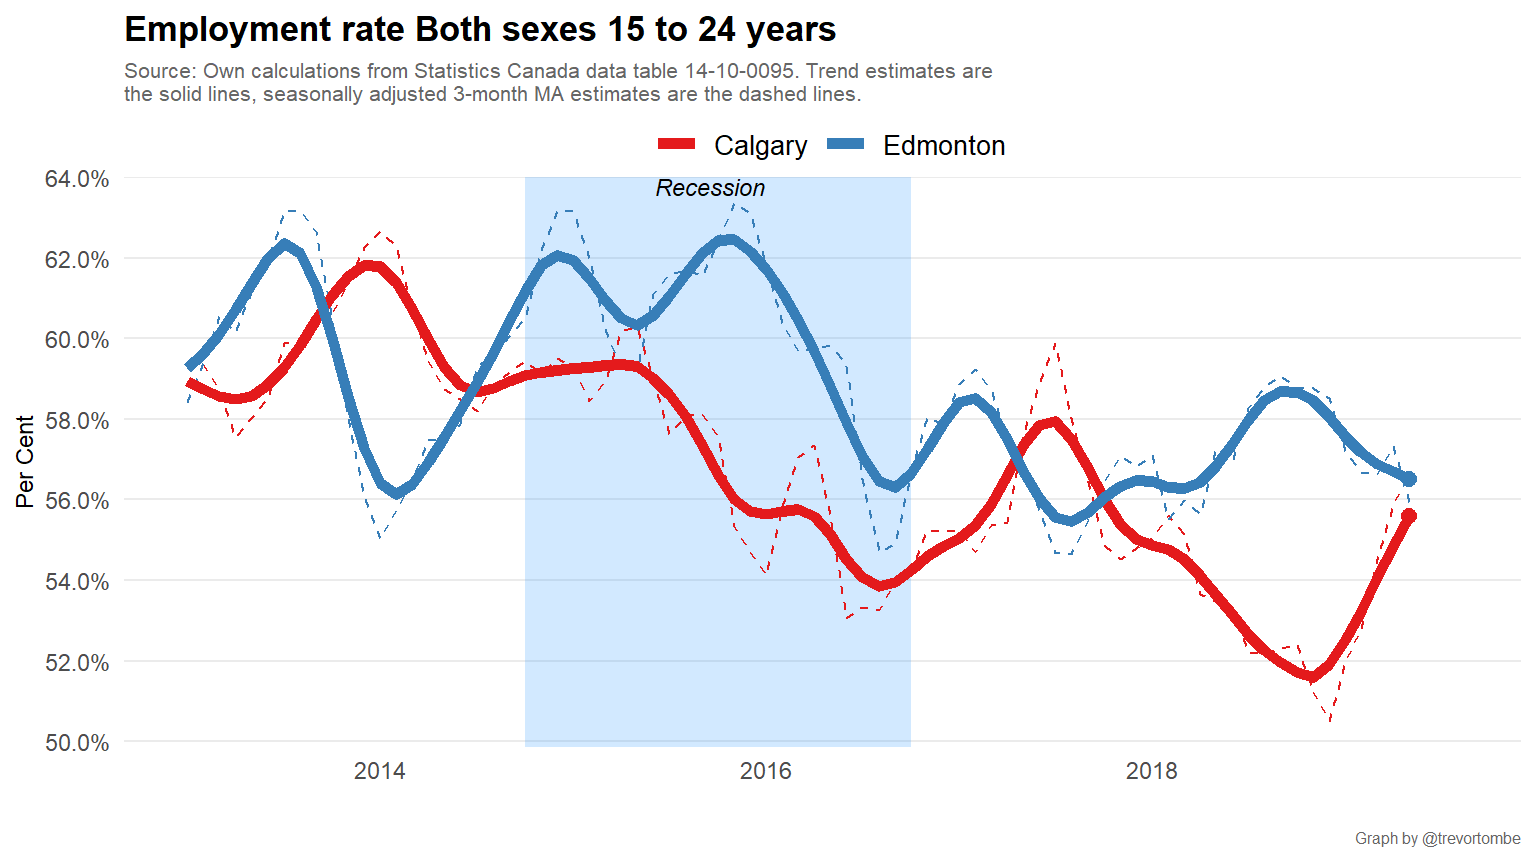 Employment rate Both sexes 15 to 24 years
Source: Own calculations from Statistics Canada data table 14-10-0095. Trend estimates are
the solid lines, seasonally adjusted 3-month MA estimates are the dashed lines.
Calgary Edmonton
Recession
64.0%
62.0%
60.0%
58.0%
56.0%
54.0%
52.0%
50.0%
Per Cent
2014 2016 2018
Graph by @trevortombe